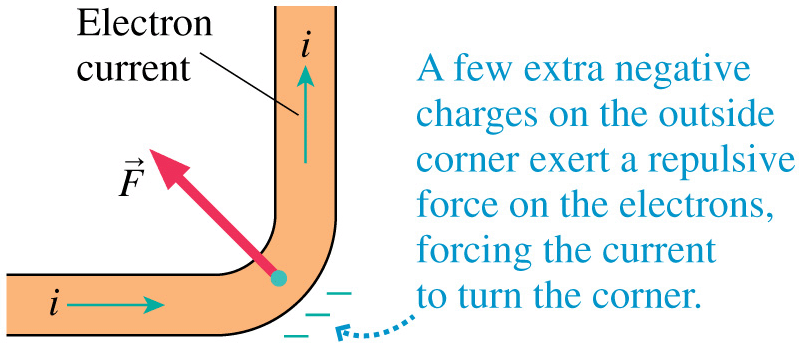 Electron
current
i
A few extra negative
charges on the outside
corner exert a repulsive
force on the electrons,
forcing the current
to turn the corner.
F⃗
i